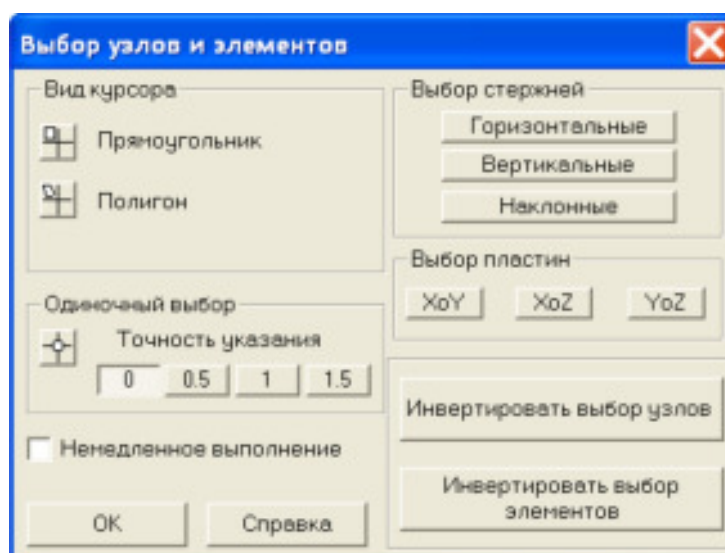 Выбор узлов и элементов
Вид курсора
Прямоугольник
Полигон
Одиночный выбор
Точность указания
0 0.5 1 1.5
Немедленное выполнение
OK Справка
Выбор стержней
Горизонтальные
Вертикальные
Наклонные
Выбор пластин
XoY XoZ YoZ
Инвертировать выбор узлов
Инвертировать выбор
элементов